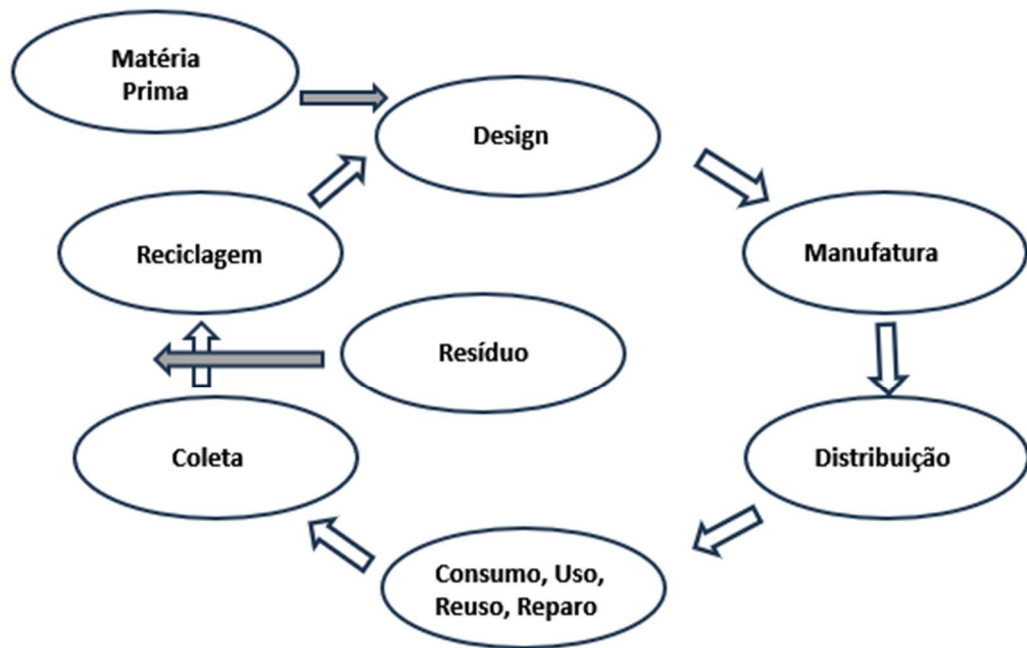 Matéria
Prima
Design
Manufatura
Reciclagem
Resíduo
Coleta
Distribuição
Consumo, Uso,
Reuso, Reparo